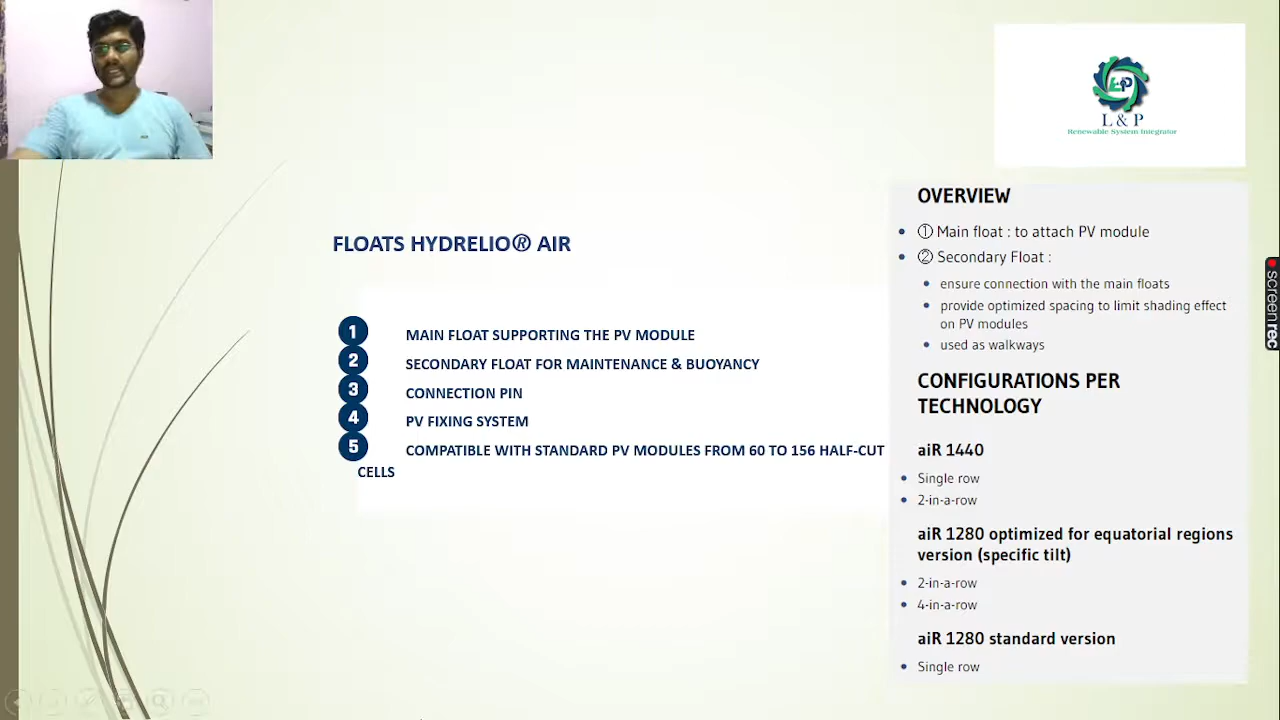 L & P
Renewable System Integrator
FLOATS HYDRELIO® AIR
1 MAIN FLOAT SUPPORTING THE PV MODULE
2 SECONDARY FLOAT FOR MAINTENANCE & BUOYANCY
3 CONNECTION PIN
4 PV FIXING SYSTEM
5 COMPATIBLE WITH STANDARD PV MODULES FROM 60 TO 156 HALF-CUT
CELLS
OVERVIEW
• ① Main float : to attach PV module
• ② Secondary Float :
• ensure connection with the main floats
• provide optimized spacing to limit shading effect
on PV modules
• used as walkways
CONFIGURATIONS PER
TECHNOLOGY
aiR 1440
• Single row
• 2-in-a-row
aiR 1280 optimized for equatorial regions
version (specific tilt)
• 2-in-a-row
• 4-in-a-row
aiR 1280 standard version
• Single row
screenrec